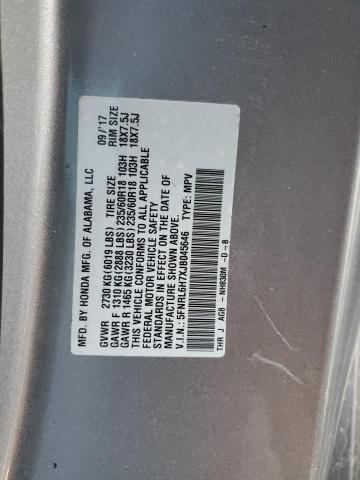 MFD. BY HONDA MFG. OF ALABAMA, LLC 09/'17
GVWR 2730 KG(6019 LBS) TIRE SIZE RIM SIZE
GAWR F 1310 KG(2888 LBS) 235/60R18 103H 18X7.5J
GAWR R 1465 KG(3230 LBS) 235/60R18 103H 18X7.5J
THIS VEHICLE CONFORMS TO ALL APPLICABLE
FEDERAL MOTOR VEHICLE SAFETY
STANDARDS IN EFFECT ON THE DATE OF
MANUFACTURE SHOWN ABOVE.
V.I.N.: 5FNRL6H7XJB045646 TYPE: MPV
THR J AGB -NH830M -D-B